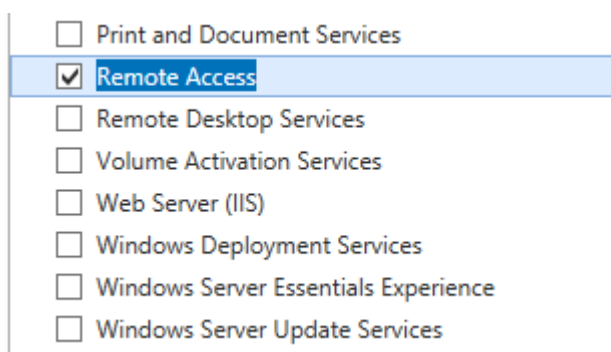 Print and Document Services
Remote Access
Remote Desktop Services
Volume Activation Services
Web Server (IIS)
Windows Deployment Services
Windows Server Essentials Experience
Windows Server Update Services